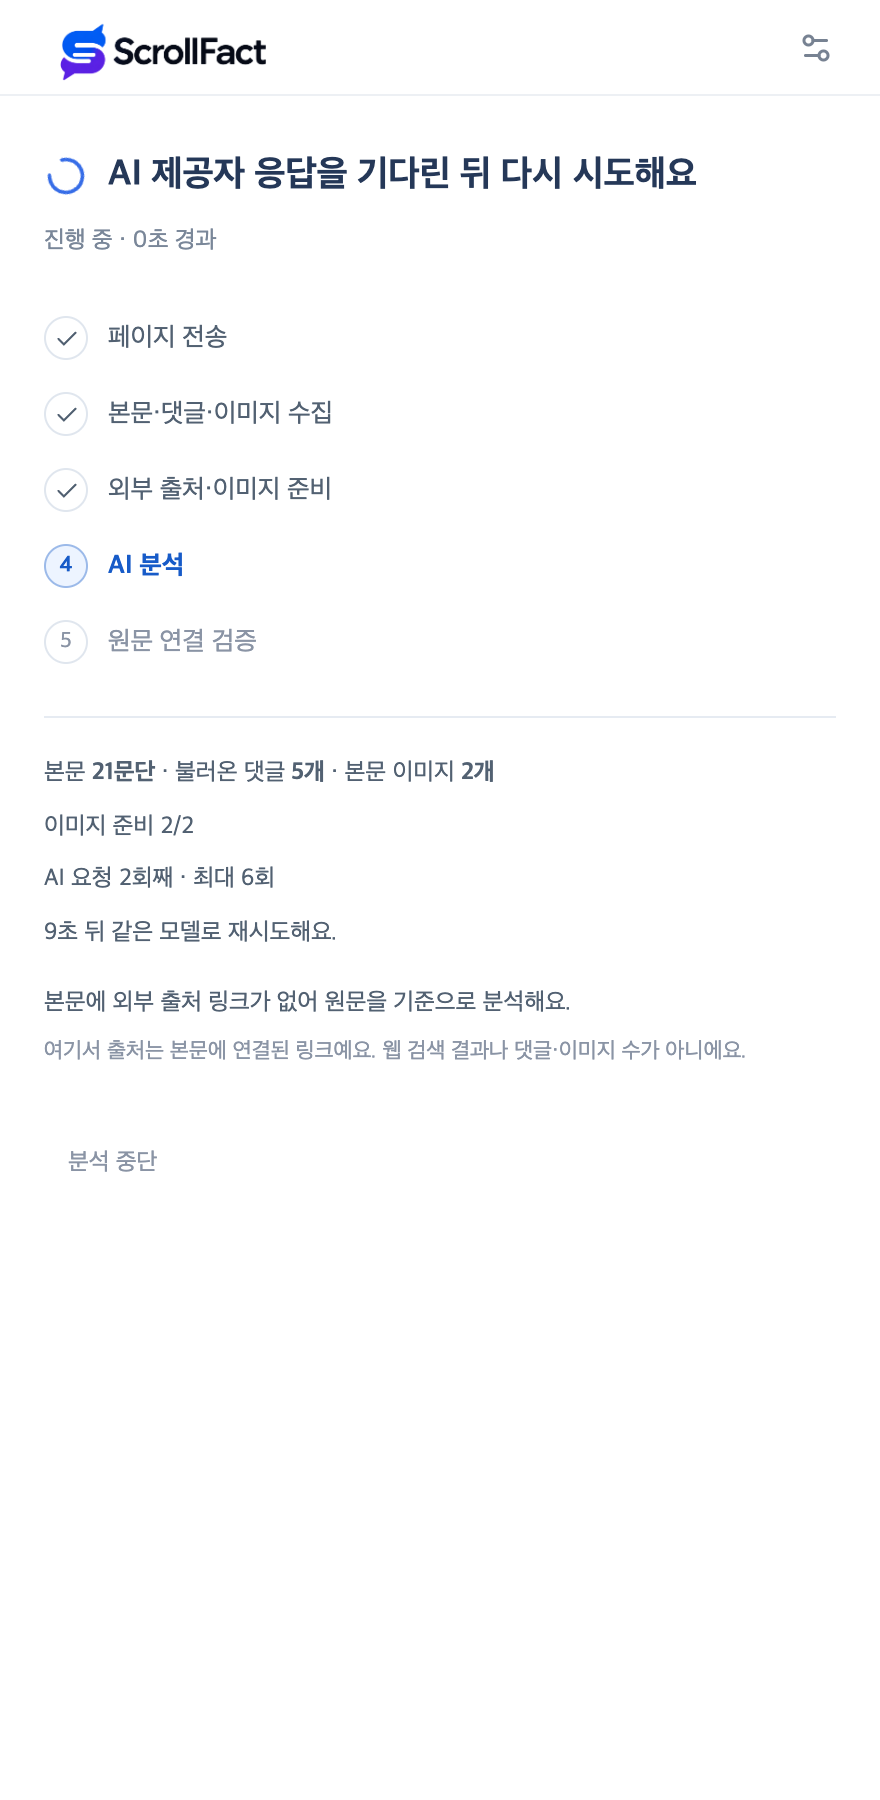 ScrollFact
AI 제공자 응답을 기다린 뒤 다시 시도해요
진행 중 · 0초 경과
페이지 전송
본문·댓글·이미지 수집
외부 출처·이미지 준비
4 AI 분석
5 원문 연결 검증
본문 21문단 · 불러온 댓글 5개 · 본문 이미지 2개
이미지 준비 2/2
AI 요청 2회째 · 최대 6회
9초 뒤 같은 모델로 재시도해요.
본문에 외부 출처 링크가 없어 원문을 기준으로 분석해요.
여기서 출처는 본문에 연결된 링크예요. 웹 검색 결과나 댓글·이미지 수가 아니에요.
분석 중단